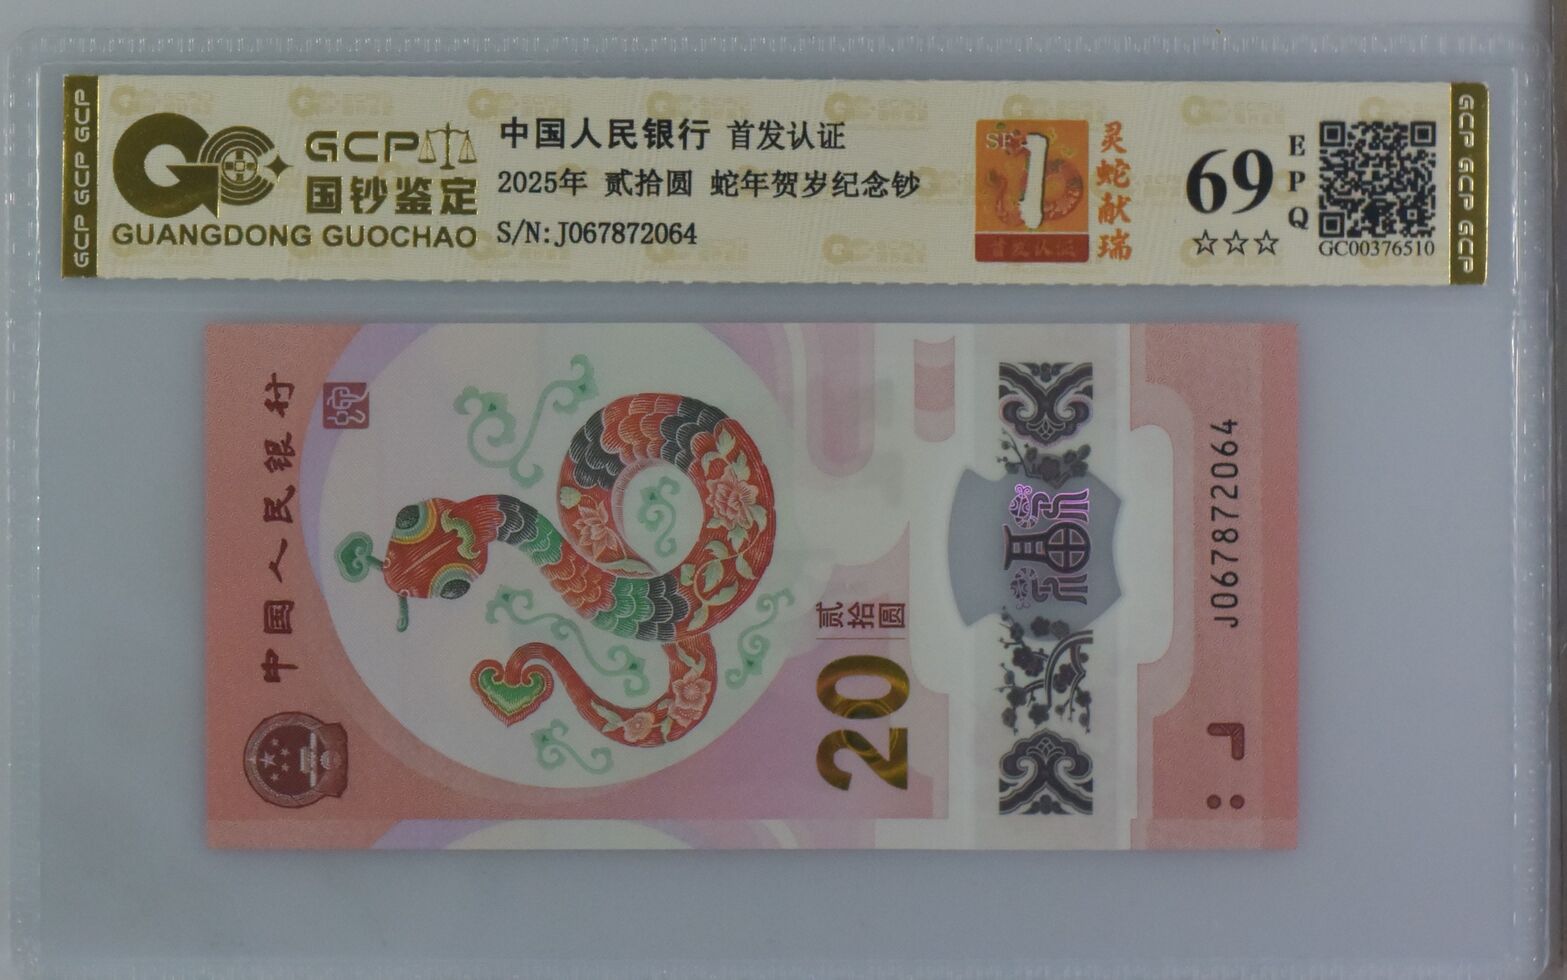 GCP GCP GCP
GCP
国钞鉴定
GUANGDONG GUOCHAO
中国人民银行 首发认证
2025年 贰拾圆 蛇年贺岁纪念钞
S/N:J067872064
1
首发认证
灵蛇献瑞
69
EPQ
☆☆☆
GC00376510
GCP GCP GCP
中国人民银行
贰拾圆
20
福
J067872064